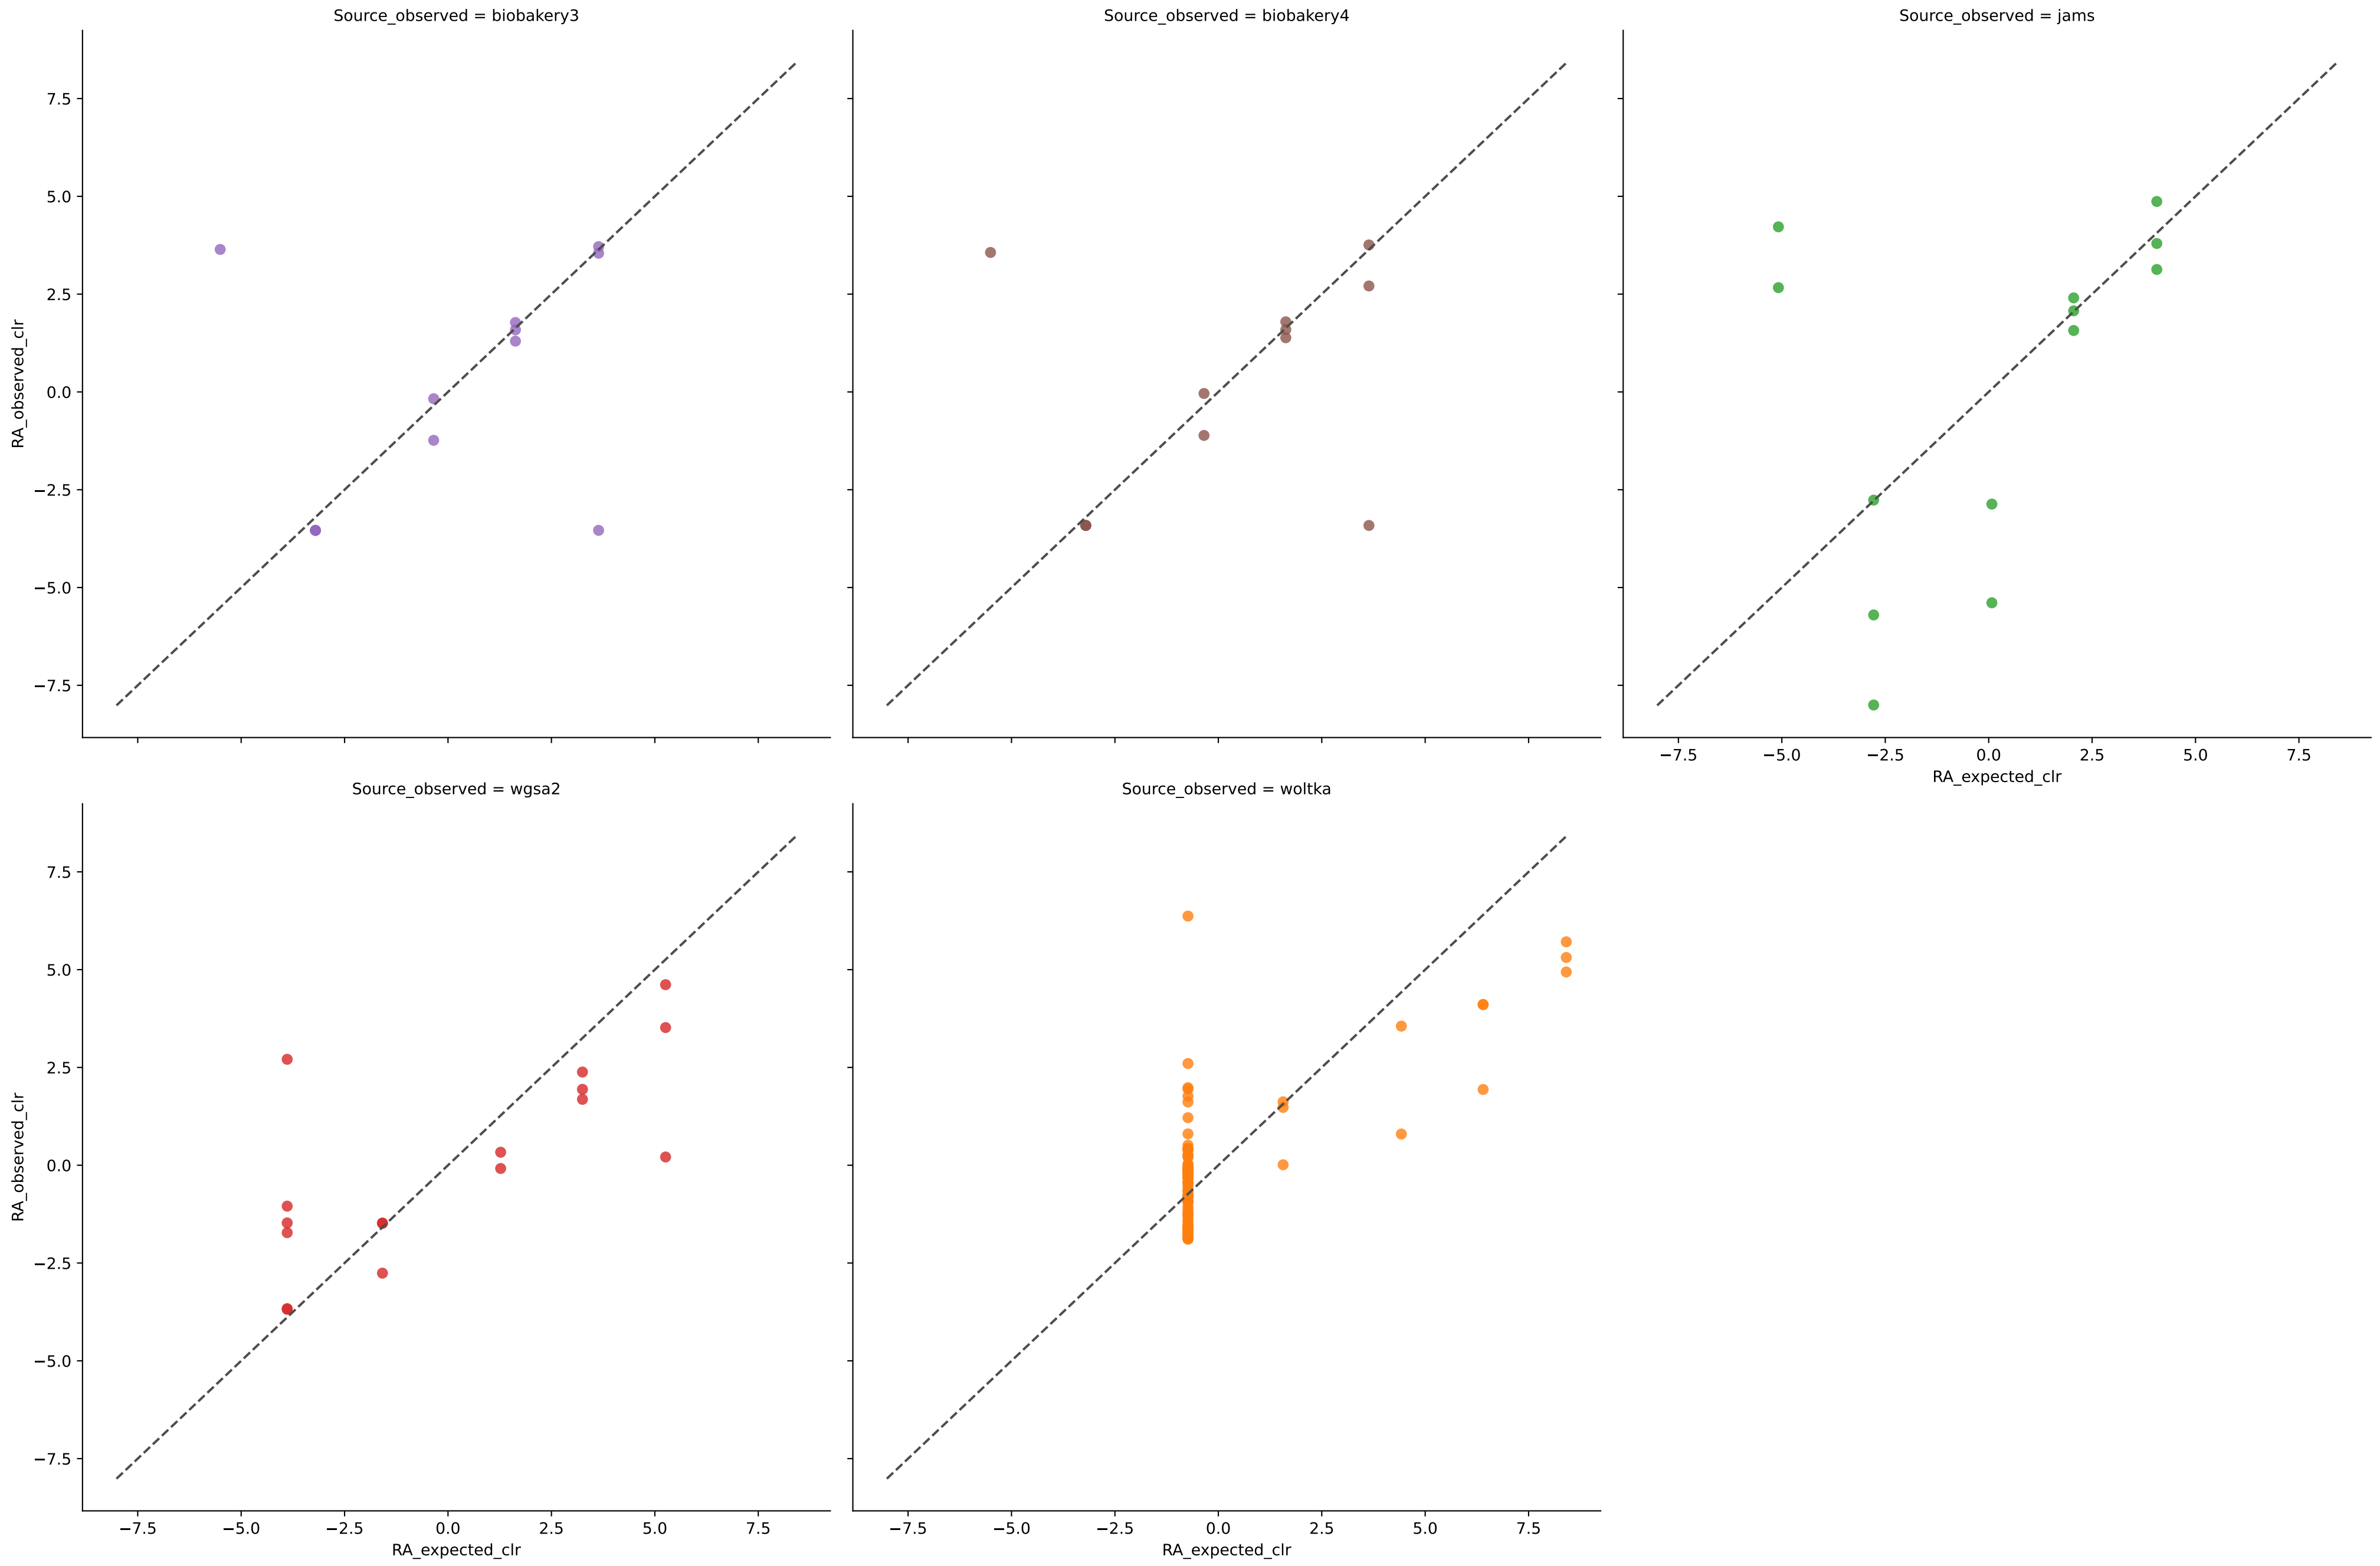 Source_observed = biobakery3
Source_observed = biobakery4
Source_observed = jams
RA_observed_clr
7.5
5.0
2.5
0.0
−2.5
−5.0
−7.5
−7.5 −5.0 −2.5 0.0 2.5 5.0 7.5
RA_expected_clr
Source_observed = wgsa2
Source_observed = woltka
RA_observed_clr
7.5
5.0
2.5
0.0
−2.5
−5.0
−7.5
−7.5 −5.0 −2.5 0.0 2.5 5.0 7.5
RA_expected_clr
−7.5 −5.0 −2.5 0.0 2.5 5.0 7.5
RA_expected_clr